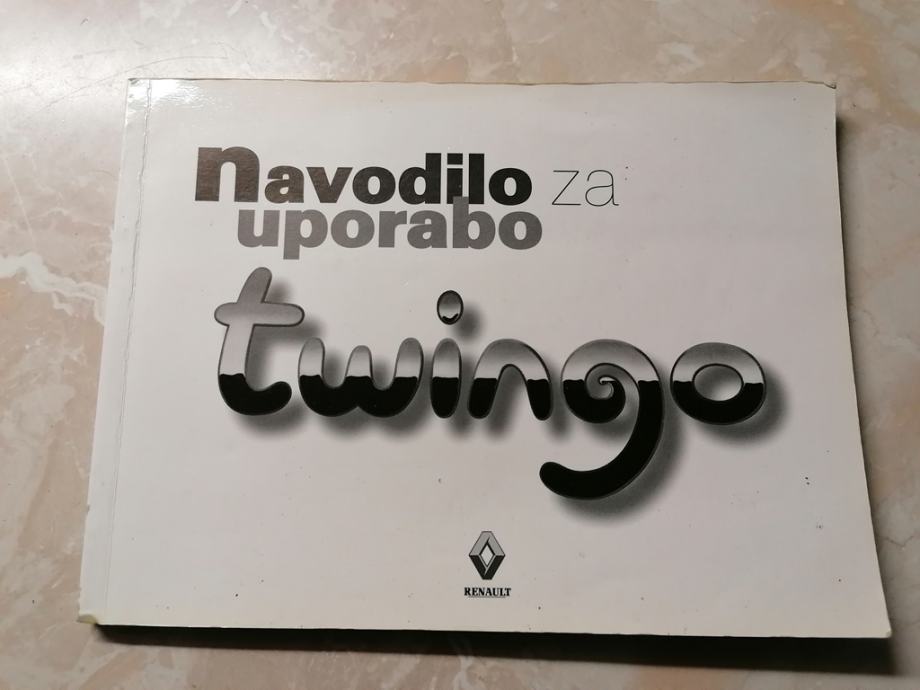 navodilo za
uporabo
twingo
RENAULT